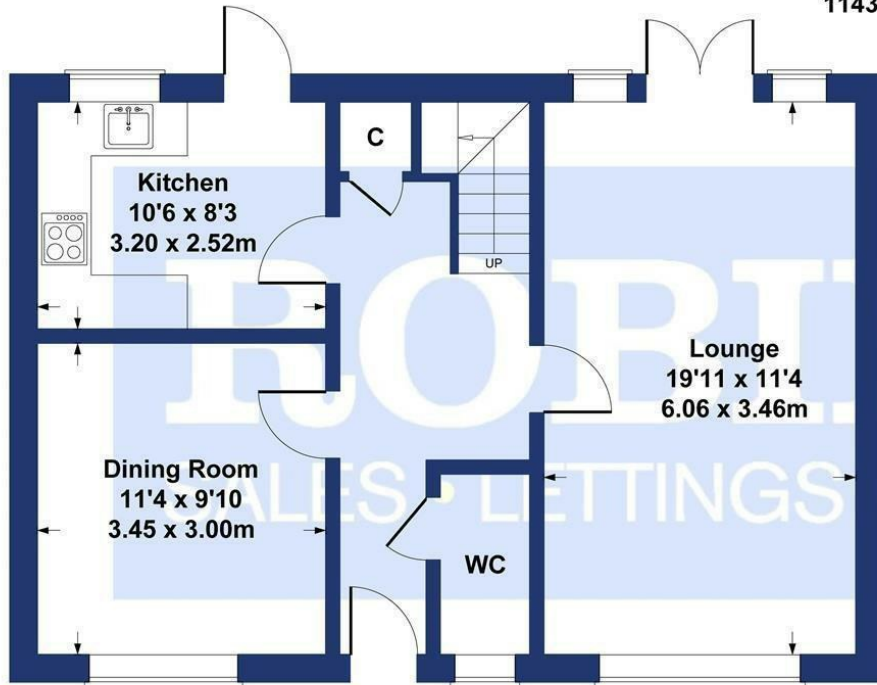 1143
C
Kitchen
10'6 x 8'3
3.20 x 2.52m
UP
Lounge
19'11 x 11'4
6.06 x 3.46m
Dining Room
11'4 x 9'10
3.45 x 3.00m
WC
ROBI
SALES • LETTINGS